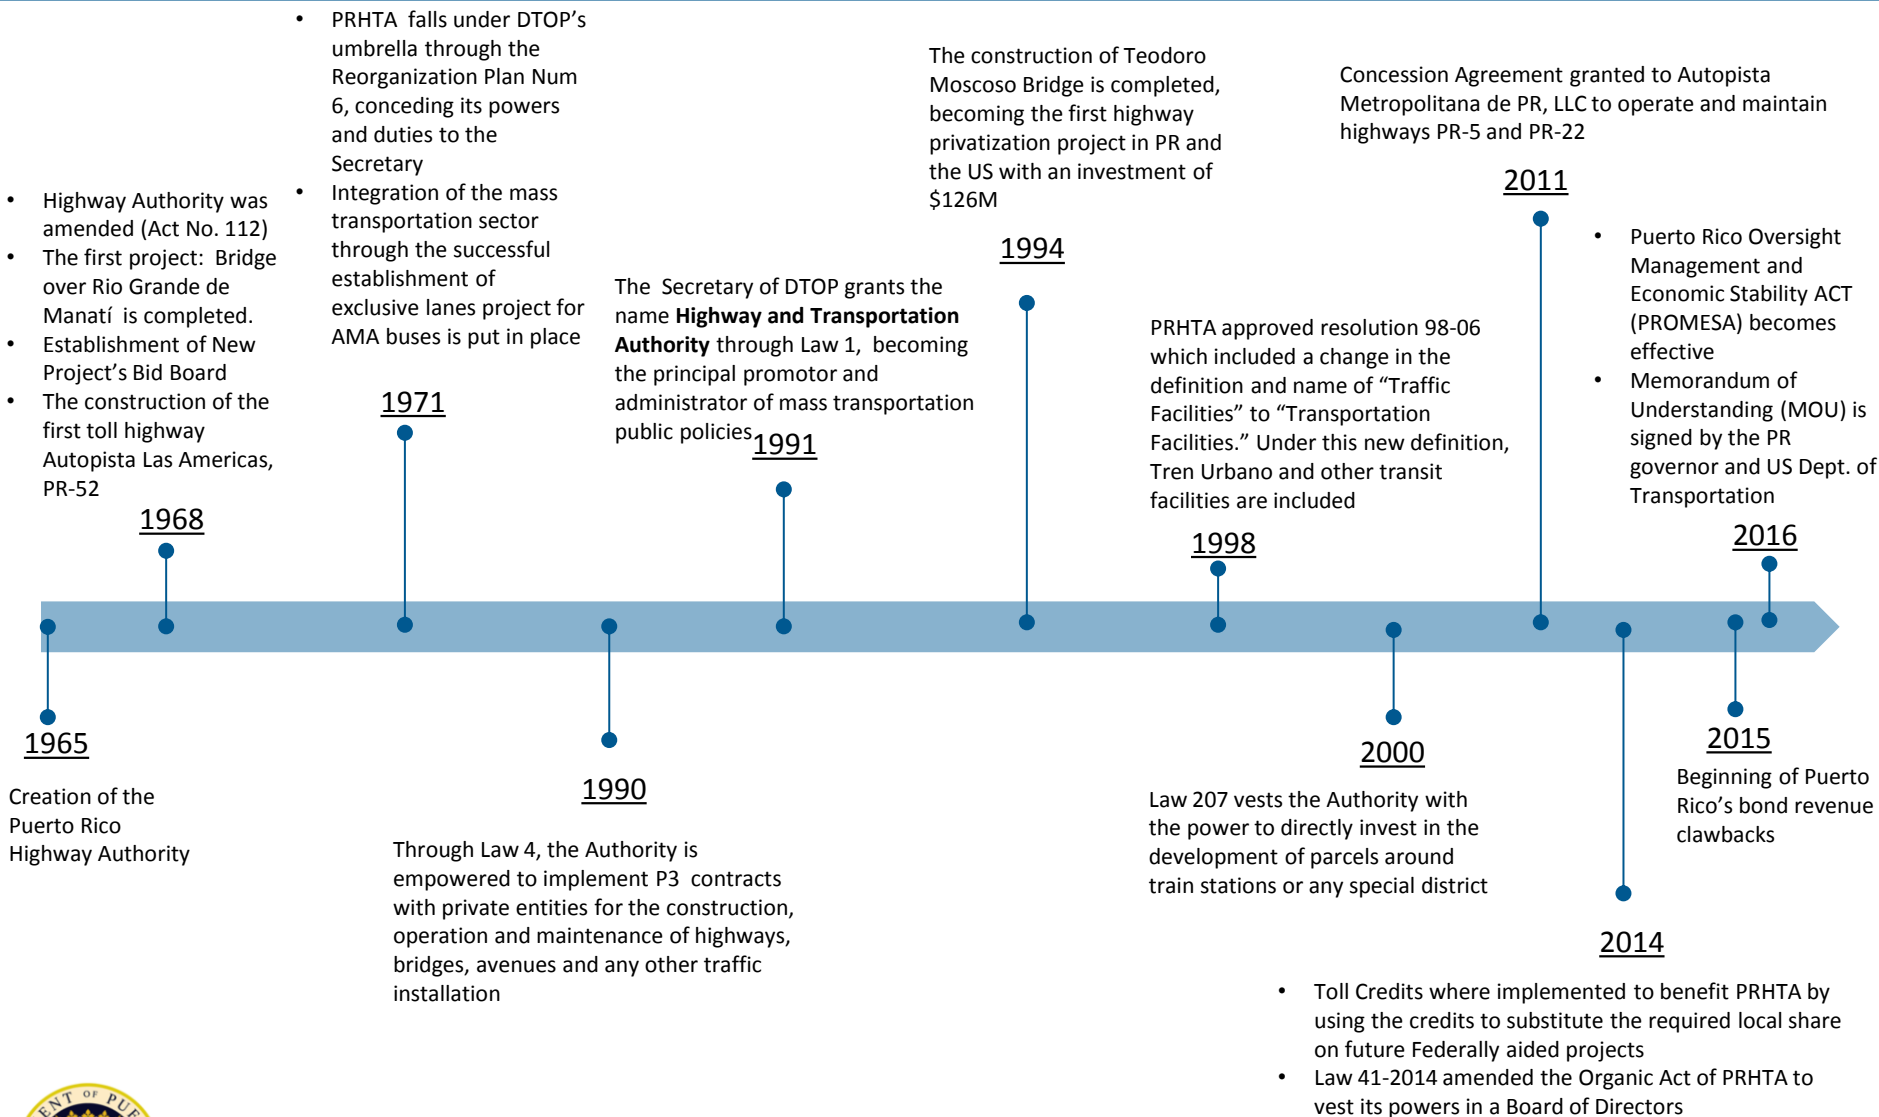 • PRHTA falls under DTOP's
umbrella through the
Reorganization Plan Num
6, conceding its powers
and duties to the
Secretary
• Integration of the mass
transportation sector
through the successful
establishment of
exclusive lanes project for
AMA buses is put in place
1971
The construction of Teodoro
Moscoso Bridge is completed,
becoming the first highway
privatization project in PR and
the US with an investment of
$126M
1994
Concession Agreement granted to Autopista
Metropolitana de PR, LLC to operate and maintain
highways PR-5 and PR-22
2011
• Highway Authority was
amended (Act No. 112)
• The first project: Bridge
over Rio Grande de
Manatí is completed.
• Establishment of New
Project's Bid Board
• The construction of the
first toll highway
Autopista Las Americas,
PR-52
1968
The Secretary of DTOP grants the
name Highway and Transportation
Authority through Law 1, becoming
the principal promotor and
administrator of mass transportation
public policies
1991
PRHTA approved resolution 98-06
which included a change in the
definition and name of “Traffic
Facilities” to “Transportation
Facilities.” Under this new definition,
Tren Urbano and other transit
facilities are included
1998
• Puerto Rico Oversight
Management and
Economic Stability ACT
(PROMESA) becomes
effective
• Memorandum of
Understanding (MOU) is
signed by the PR
governor and US Dept. of
Transportation
2016
1965
Creation of the
Puerto Rico
Highway Authority
1990
Through Law 4, the Authority is
empowered to implement P3 contracts
with private entities for the construction,
operation and maintenance of highways,
bridges, avenues and any other traffic
installation
2000
Law 207 vests the Authority with
the power to directly invest in the
development of parcels around
train stations or any special district
2015
Beginning of Puerto
Rico's bond revenue
clawbacks
2014
• Toll Credits where implemented to benefit PRHTA by
using the credits to substitute the required local share
on future Federally aided projects
• Law 41-2014 amended the Organic Act of PRHTA to
vest its powers in a Board of Directors
OF